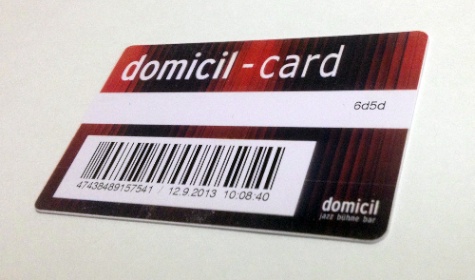 domicil - card
6d5d
47438489157541 / 12.9.2013 10:08:40
domicil
jazz bühne bar